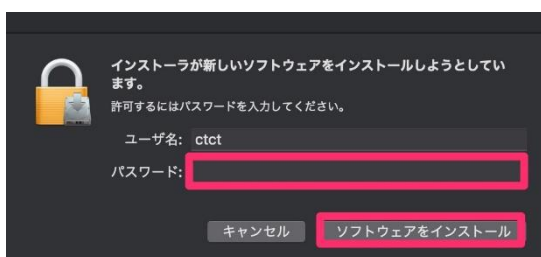 インストーラが新しいソフトウェアをインストールしようとしてい
ます。
許可するにはパスワードを入力してください。
ユーザ名: ctct
パスワード:
キャンセル ソフトウェアをインストール